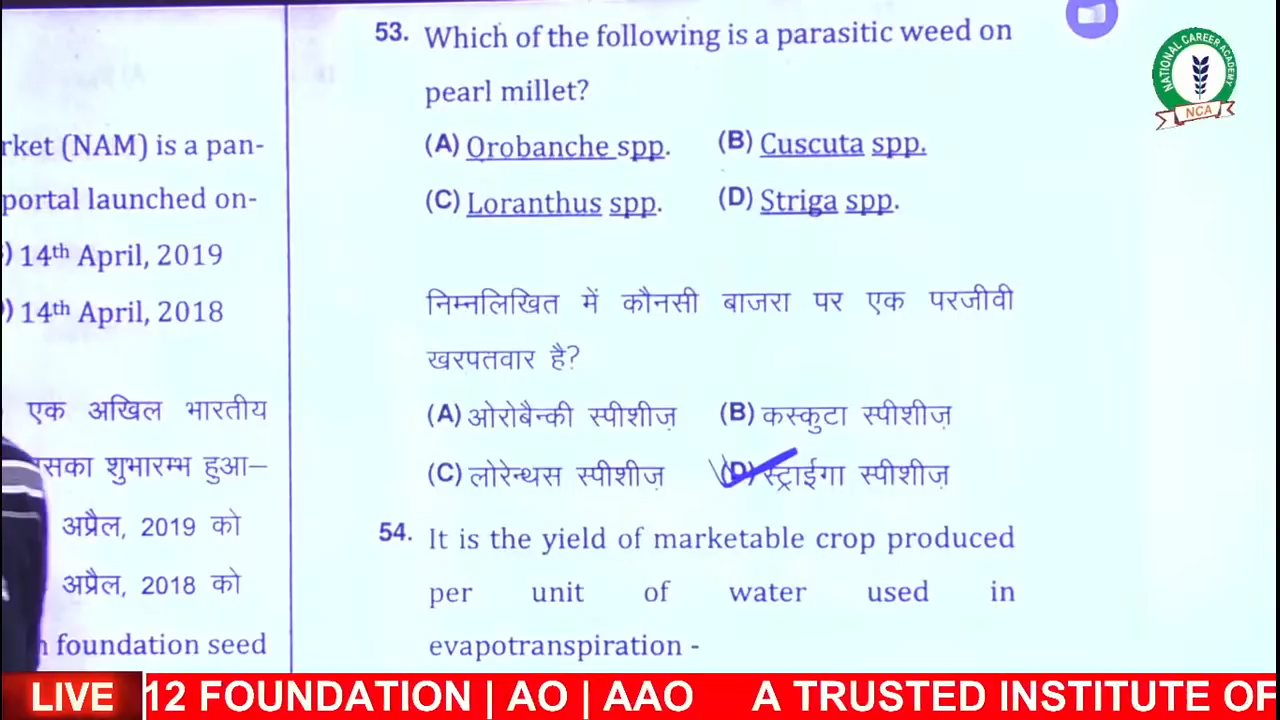 rket (NAM) is a pan-
portal launched on-
) 14th April, 2019
) 14th April, 2018
एक अखिल भारतीय
सका शुभारम्भ हुआ–
अप्रैल, 2019 को
अप्रैल, 2018 को
foundation seed
53. Which of the following is a parasitic weed on
pearl millet?
(A) Orobanche spp. (B) Cuscuta spp.
(C) Loranthus spp. (D) Striga spp.
निम्नलिखित में कौनसी बाजरा पर एक परजीवी
खरपतवार है?
(A) ओरोबैन्की स्पीशीज़ (B) कस्कुटा स्पीशीज़
(C) लोरेन्थस स्पीशीज़ (D) स्ट्राईगा स्पीशीज़
54. It is the yield of marketable crop produced
per unit of water used in
evapotranspiration -
NATIONAL CAREER ACADEMY
NCA
LIVE 12 FOUNDATION | AO | AAO A TRUSTED INSTITUTE OF